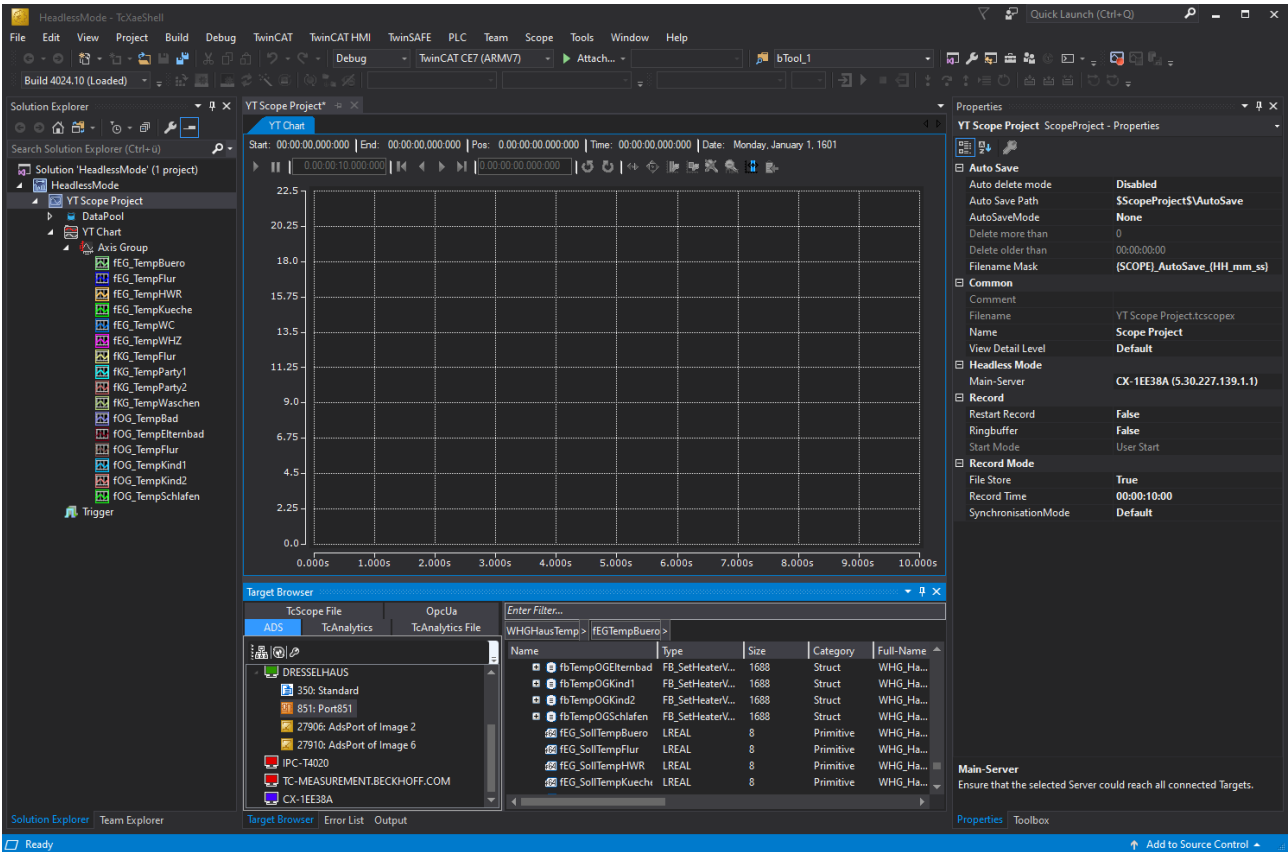 HeadlessMode - TcXaeShell
Quick Launch (Ctrl+Q)
File Edit View Project Build Debug TwinCAT TwinCAT HMI TwinSAFE PLC Team Scope Tools Window Help
Debug TwinCAT CE7 (ARMV7) Attach... bTool_1
Build 4024.10 (Loaded)
Solution Explorer
Search Solution Explorer (Ctrl+ü)
Solution 'HeadlessMode' (1 project)
HeadlessMode
YT Scope Project
DataPool
YT Chart
Axis Group
fEG_TempBuero
fEG_TempFlur
fEG_TempHWR
fEG_TempKueche
fEG_TempWC
fEG_TempWHZ
fKG_TempFlur
fKG_TempParty1
fKG_TempParty2
fKG_TempWaschen
fOG_TempBad
fOG_TempElternbad
fOG_TempFlur
fOG_TempKind1
fOG_TempKind2
fOG_TempSchlafen
Trigger
Solution Explorer Team Explorer
YT Scope Project*
YT Chart
Start: 00:00:00,000:000 End: 00:00:00,000:000 Pos: 0.00:00:00.000:000 Time: 00:00:00,000:000 Date: Monday, January 1, 1601
0.00:00:10.000:000 0.00:00:00.000:000
22.5
20.25
18.0
15.75
13.5
11.25
9.0
6.75
4.5
2.25
0.0
0.000s 1.000s 2.000s 3.000s 4.000s 5.000s 6.000s 7.000s 8.000s 9.000s 10.000s
Target Browser
TcScope File OpcUa
ADS TcAnalytics TcAnalytics File
DRESSELHAUS
350: Standard
851: Port851
27906: AdsPort of Image 2
27910: AdsPort of Image 6
IPC-T4020
TC-MEASUREMENT.BECKHOFF.COM
CX-1EE38A
Enter Filter...
WHGHausTemp > fEGTempBuero >
Name Type Size Category Full-Name
fbTempOGElternbad FB_SetHeaterV... 1688 Struct WHG_Ha...
fbTempOGKind1 FB_SetHeaterV... 1688 Struct WHG_Ha...
fbTempOGKind2 FB_SetHeaterV... 1688 Struct WHG_Ha...
fbTempOGSchlafen FB_SetHeaterV... 1688 Struct WHG_Ha...
fEG_SollTempBuero LREAL 8 Primitive WHG_Ha...
fEG_SollTempFlur LREAL 8 Primitive WHG_Ha...
fEG_SollTempHWR LREAL 8 Primitive WHG_Ha...
fEG_SollTempKueche LREAL 8 Primitive WHG_Ha...
Target Browser Error List Output
Properties
YT Scope Project ScopeProject - Properties
Auto Save
Auto delete mode Disabled
Auto Save Path $ScopeProject$\AutoSave
AutoSaveMode None
Delete more than 0
Delete older than 00:00:00:00
Filename Mask {SCOPE}_AutoSave_{HH_mm_ss}
Common
Comment
Filename YT Scope Project.tcscopex
Name Scope Project
View Detail Level Default
Headless Mode
Main-Server CX-1EE38A (5.30.227.139.1.1)
Record
Restart Record False
Ringbuffer False
Start Mode User Start
Record Mode
File Store True
Record Time 00:00:10:00
SynchronisationMode Default
Main-Server
Ensure that the selected Server could reach all connected Targets.
Properties Toolbox
Ready
Add to Source Control